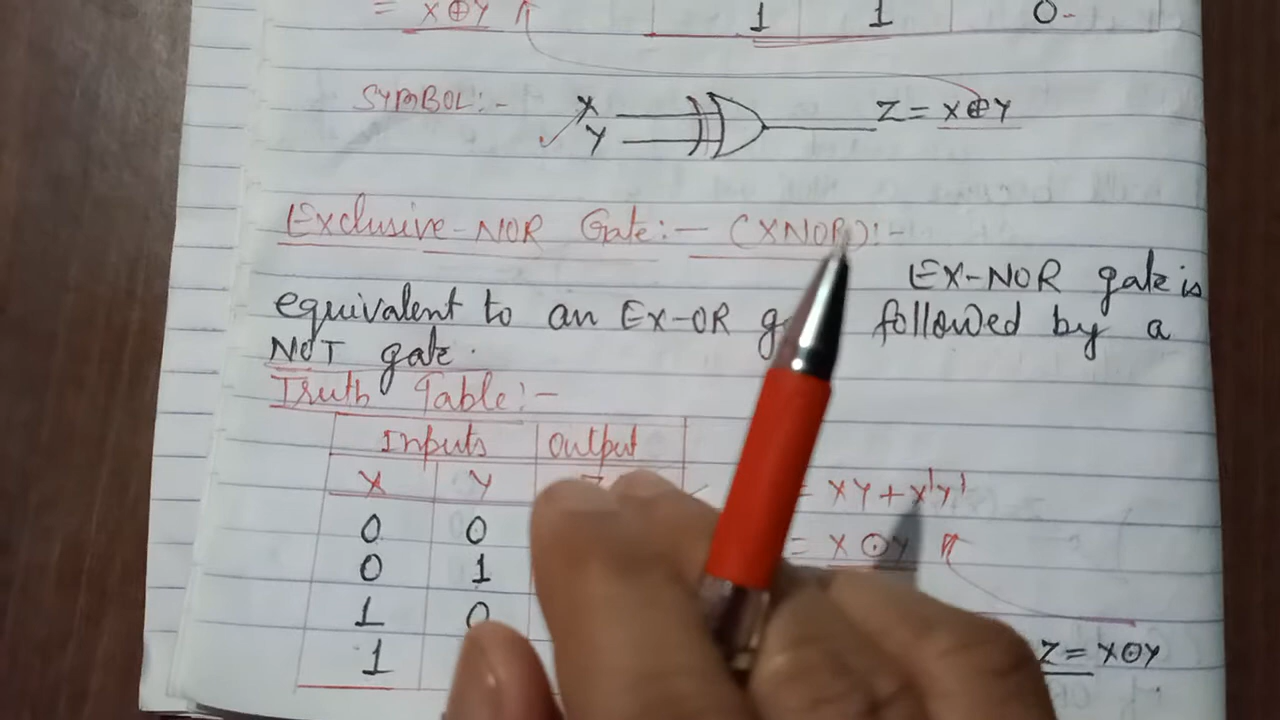 = X⊕Y
1 1 0
SYMBOL:-
X
Y
Z = X⊕Y
Exclusive-NOR Gate:- (XNOR):-
EX-NOR gate is
equivalent to an EX-OR followed by a
NOT gate.
Truth Table:-
Inputs Output
X Y
= XY + X'Y'
0 0
= X⊙Y
0 1
1 0
1
Z = X⊙Y